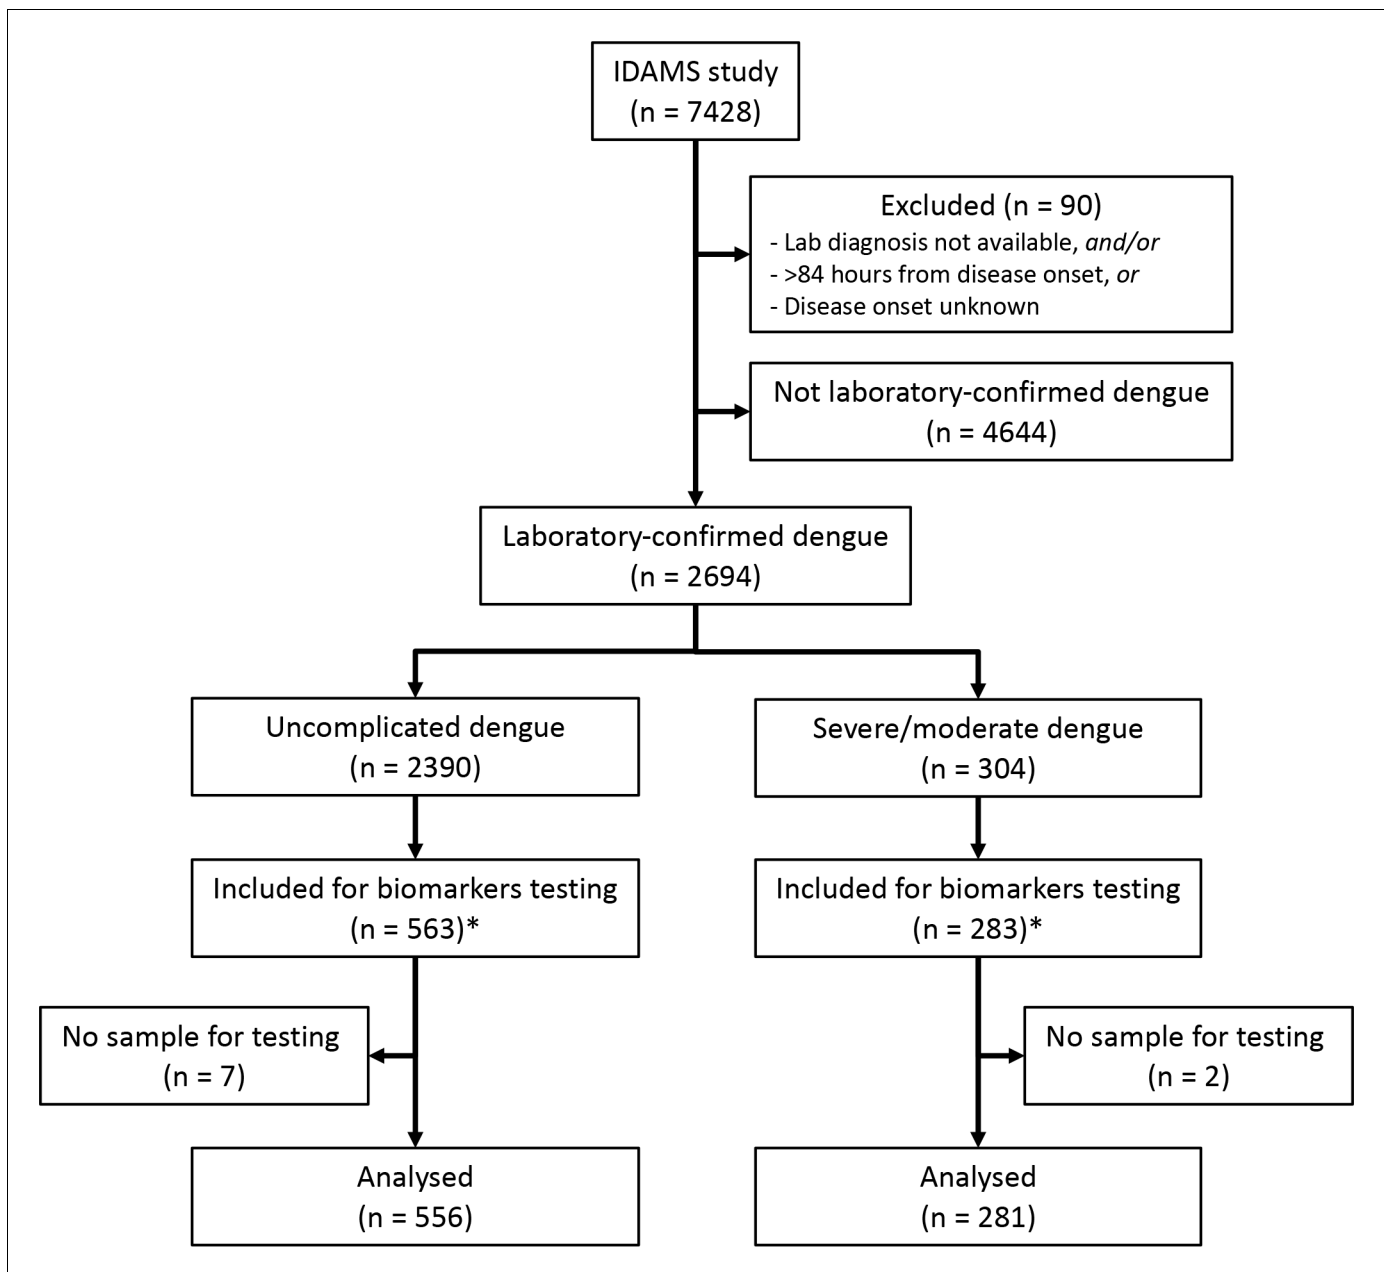 IDAMS study
(n = 7428)
Excluded (n = 90)
- Lab diagnosis not available, and/or
- >84 hours from disease onset, or
- Disease onset unknown
Not laboratory-confirmed dengue
(n = 4644)
Laboratory-confirmed dengue
(n = 2694)
Uncomplicated dengue
(n = 2390)
Severe/moderate dengue
(n = 304)
Included for biomarkers testing
(n = 563)*
Included for biomarkers testing
(n = 283)*
No sample for testing
(n = 7)
No sample for testing
(n = 2)
Analysed
(n = 556)
Analysed
(n = 281)